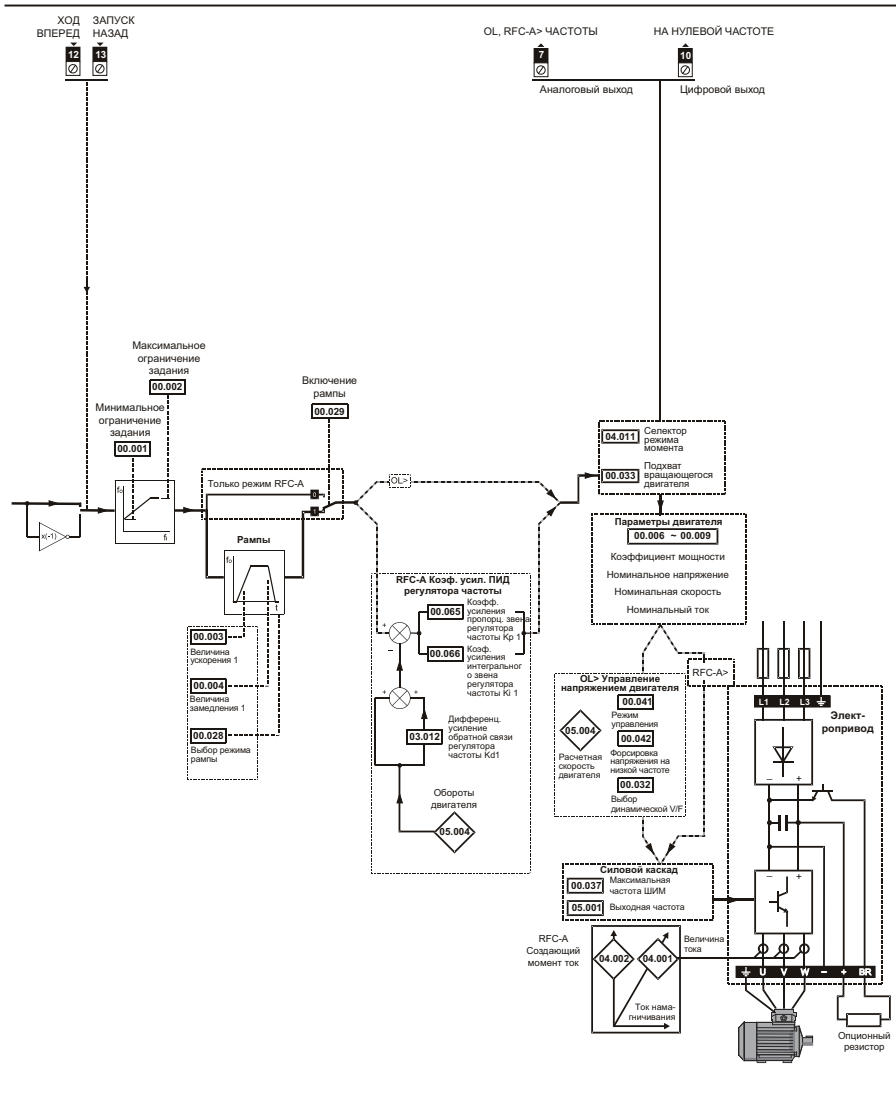 ХОД
ВПЕРЕД
ЗАПУСК
НАЗАД
12
13
OL, RFC-A> ЧАСТОТЫ
7
Аналоговый выход
НА НУЛЕВОЙ ЧАСТОТЕ
10
Цифровой выход
Максимальное
ограничение
задания
00.002
Минимальное
ограничение
задания
00.001
Включение
рампы
00.029
x(-1)
Только режим RFC-A
0
1
OL>
Рампы
t
00.003
Величина
ускорения 1
00.004
Величина
замедления 1
00.028
Выбор режима
рампы
RFC-A Коэф. усил. ПИД
регулятора частоты
+
–
00.065
Коэфф.
усиления
пропорц. звена
регулятора
частоты Kp 1
00.066
Коэф.
усиления
интегральног
о звена
регулятора
частоты Ki 1
+
+
03.012
Дифференц.
усиление
обратной связи
регулятора
частоты Kd1
Обороты
двигателя
05.004
04.011
Селектор
режима
момента
00.033
Подхват
вращающегося
двигателя
Параметры двигателя
00.006 ~ 00.009
Коэффициент мощности
Номинальное напряжение
Номинальная скорость
Номинальный ток
RFC-A>
OL> Управление
напряжением двигателя
00.041
Режим
управления
05.004
Расчетная
скорость
двигателя
00.042
Форсировка
напряжения на
низкой частоте
00.032
Выбор
динамической V/F
Силовой каскад
00.037
Максимальная
частота ШИМ
05.001
Выходная частота
RFC-A
Создающий
момент ток
04.002
04.001
Величина
тока
Ток нама-
гничивания
L1 L2 L3
Элект-
ропривод
– +
– +
U V W – + BR
Опционный
резистор